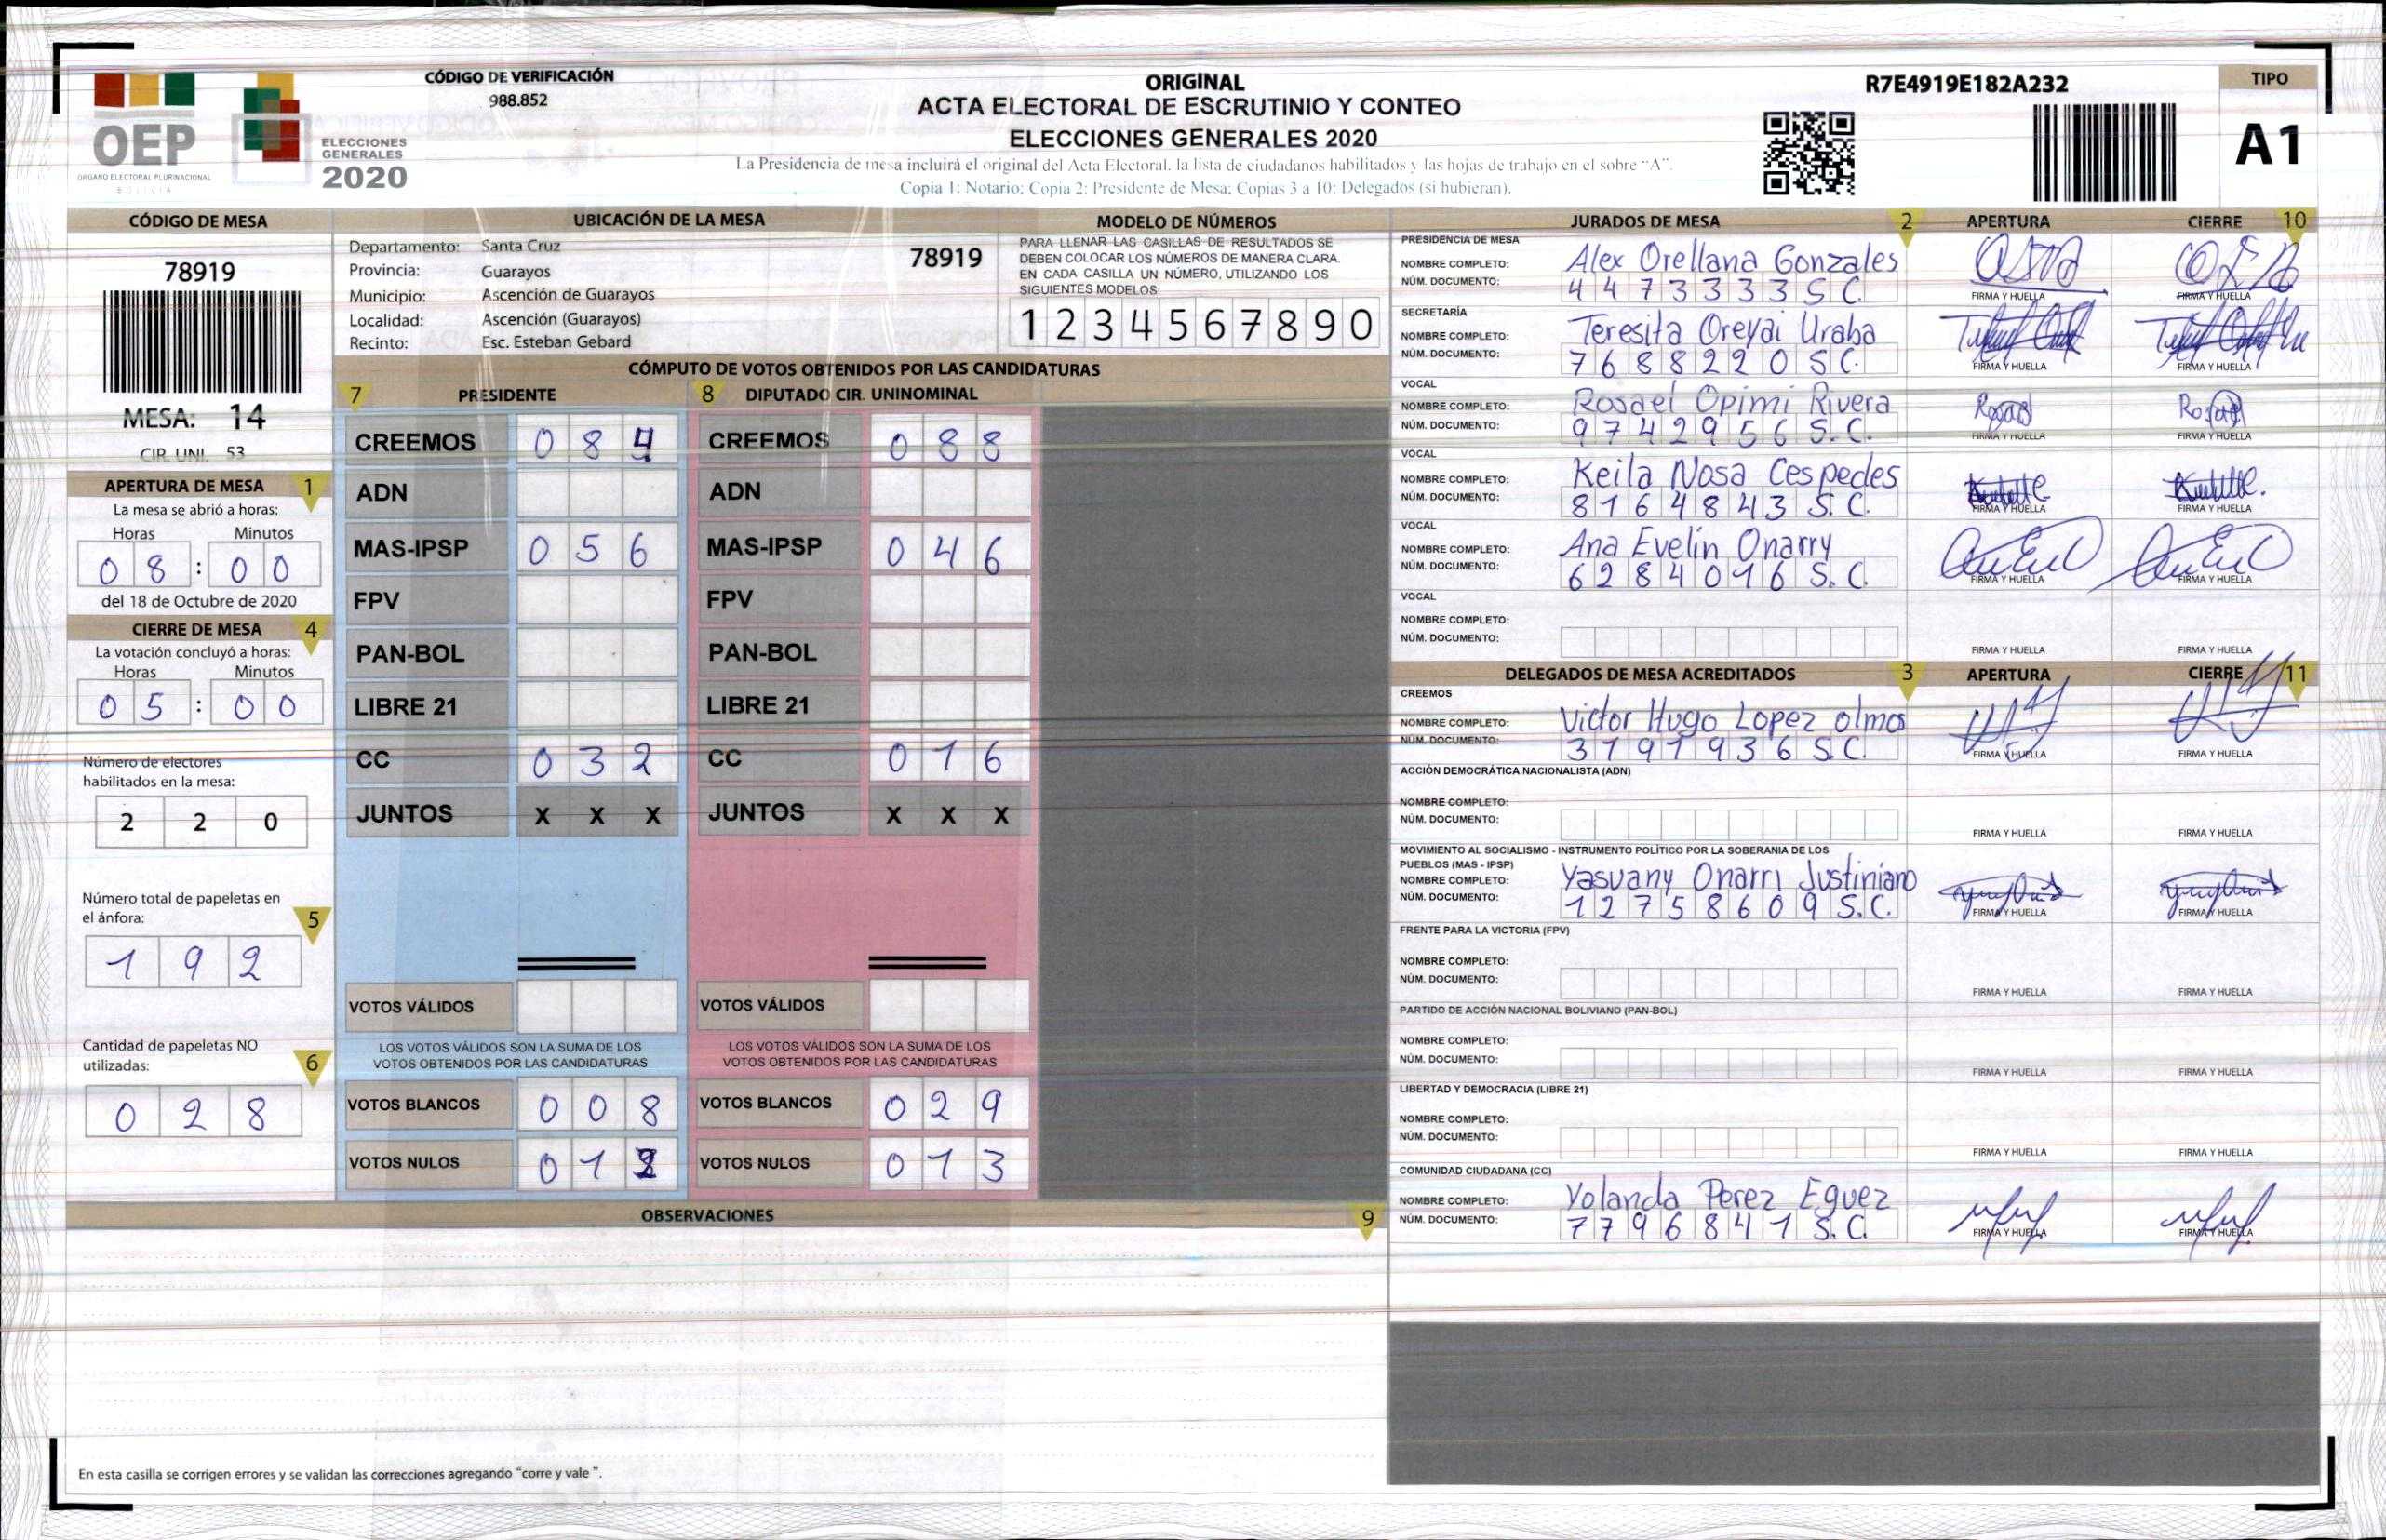 OEP
ÓRGANO ELECTORAL PLURINACIONAL
BOLIVIA
ELECCIONES
GENERALES
2020
CÓDIGO DE VERIFICACIÓN
988.852
ORIGINAL
ACTA ELECTORAL DE ESCRUTINIO Y CONTEO
ELECCIONES GENERALES 2020
La Presidencia de mesa incluirá el original del Acta Electoral, la lista de ciudadanos habilitados y las hojas de trabajo en el sobre "A".
Copia 1: Notario; Copia 2: Presidente de Mesa; Copias 3 a 10: Delegados (si hubieran).
R7E4919E182A232
TIPO
A1
CÓDIGO DE MESA
78919
MESA: 14
CIR. UNI. 53
UBICACIÓN DE LA MESA
Departamento: Santa Cruz
78919
Provincia: Guarayos
Municipio: Ascención de Guarayos
Localidad: Ascención (Guarayos)
Recinto: Esc. Esteban Gebard
MODELO DE NÚMEROS
PARA LLENAR LAS CASILLAS DE RESULTADOS SE
DEBEN COLOCAR LOS NÚMEROS DE MANERA CLARA.
EN CADA CASILLA UN NÚMERO, UTILIZANDO LOS
SIGUIENTES MODELOS:
1 2 3 4 5 6 7 8 9 0
APERTURA DE MESA 1
La mesa se abrió a horas:
Horas Minutos
0 8 : 0 0
del 18 de Octubre de 2020
CIERRE DE MESA 4
La votación concluyó a horas:
Horas Minutos
0 5 : 0 0
Número de electores
habilitados en la mesa:
2 2 0
Número total de papeletas en
el ánfora: 5
1 9 2
Cantidad de papeletas NO
utilizadas: 6
0 2 8
CÓMPUTO DE VOTOS OBTENIDOS POR LAS CANDIDATURAS
7 PRESIDENTE
CREEMOS 0 8 4
ADN
MAS-IPSP 0 5 6
FPV
PAN-BOL
LIBRE 21
CC 0 3 2
JUNTOS X X X
VOTOS VÁLIDOS
LOS VOTOS VÁLIDOS SON LA SUMA DE LOS
VOTOS OBTENIDOS POR LAS CANDIDATURAS
VOTOS BLANCOS 0 0 8
VOTOS NULOS 0 1 2
8 DIPUTADO CIR. UNINOMINAL
CREEMOS 0 8 8
ADN
MAS-IPSP 0 4 6
FPV
PAN-BOL
LIBRE 21
CC 0 1 6
JUNTOS X X X
VOTOS VÁLIDOS
LOS VOTOS VÁLIDOS SON LA SUMA DE LOS
VOTOS OBTENIDOS POR LAS CANDIDATURAS
VOTOS BLANCOS 0 2 9
VOTOS NULOS 0 1 3
OBSERVACIONES 9
En esta casilla se corrigen errores y se validan las correcciones agregando "corre y vale ".
JURADOS DE MESA 2 APERTURA CIERRE 10
PRESIDENCIA DE MESA
NOMBRE COMPLETO: Alex Orellana Gonzales
NÚM. DOCUMENTO: 4 4 7 3 3 3 3 S C.
FIRMA Y HUELLA FIRMA Y HUELLA
SECRETARÍA
NOMBRE COMPLETO: Teresita Oreyai Uraba
NÚM. DOCUMENTO: 7 6 8 8 2 2 0 S C.
FIRMA Y HUELLA FIRMA Y HUELLA
VOCAL
NOMBRE COMPLETO: Rosael Opimi Rivera
NÚM. DOCUMENTO: 9 7 4 2 9 5 6 S. C.
FIRMA Y HUELLA FIRMA Y HUELLA
VOCAL
NOMBRE COMPLETO: Keila Nosa Cespedes
NÚM. DOCUMENTO: 8 1 6 4 8 4 3 S. C.
FIRMA Y HUELLA FIRMA Y HUELLA
VOCAL
NOMBRE COMPLETO: Ana Evelin Onarry
NÚM. DOCUMENTO: 6 2 8 4 0 1 6 S. C.
FIRMA Y HUELLA FIRMA Y HUELLA
VOCAL
NOMBRE COMPLETO:
NÚM. DOCUMENTO:
FIRMA Y HUELLA FIRMA Y HUELLA
DELEGADOS DE MESA ACREDITADOS 3 APERTURA CIERRE 11
CREEMOS
NOMBRE COMPLETO: Victor Hugo Lopez olmos
NÚM. DOCUMENTO: 3 1 9 1 9 3 6 S. C.
FIRMA Y HUELLA FIRMA Y HUELLA
ACCIÓN DEMOCRÁTICA NACIONALISTA (ADN)
NOMBRE COMPLETO:
NÚM. DOCUMENTO:
FIRMA Y HUELLA FIRMA Y HUELLA
MOVIMIENTO AL SOCIALISMO - INSTRUMENTO POLÍTICO POR LA SOBERANIA DE LOS
PUEBLOS (MAS - IPSP)
NOMBRE COMPLETO: Yasvany Onarri Justiniano
NÚM. DOCUMENTO: 1 2 7 5 8 6 0 9 S. C.
FIRMA Y HUELLA FIRMA Y HUELLA
FRENTE PARA LA VICTORIA (FPV)
NOMBRE COMPLETO:
NÚM. DOCUMENTO:
FIRMA Y HUELLA FIRMA Y HUELLA
PARTIDO DE ACCIÓN NACIONAL BOLIVIANO (PAN-BOL)
NOMBRE COMPLETO:
NÚM. DOCUMENTO:
FIRMA Y HUELLA FIRMA Y HUELLA
LIBERTAD Y DEMOCRACIA (LIBRE 21)
NOMBRE COMPLETO:
NÚM. DOCUMENTO:
FIRMA Y HUELLA FIRMA Y HUELLA
COMUNIDAD CIUDADANA (CC)
NOMBRE COMPLETO: Yolanda Perez Eguez
NÚM. DOCUMENTO: 7 7 9 6 8 4 1 S. C.
FIRMA Y HUELLA FIRMA Y HUELLA